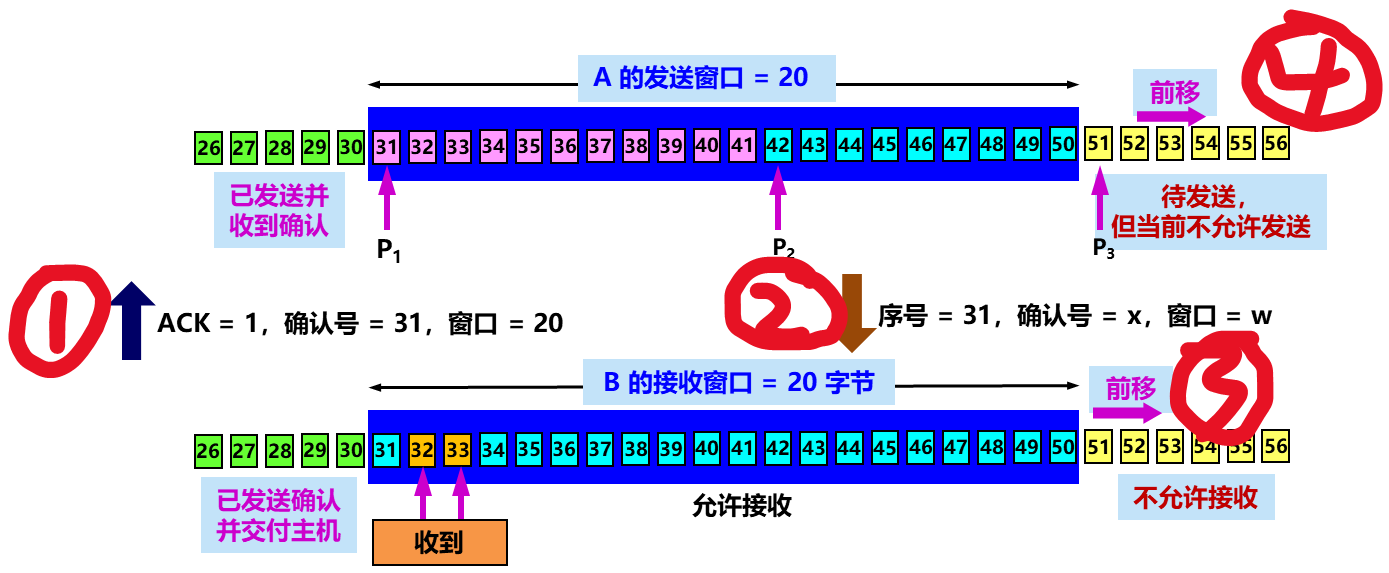 A 的发送窗口 = 20
前移
4
26 27 28 29 30 31 32 33 34 35 36 37 38 39 40 41 42 43 44 45 46 47 48 49 50 51 52 53 54 55 56
已发送并
收到确认
P1
P2
P3
待发送，
但当前不允许发送
1
ACK = 1，确认号 = 31，窗口 = 20
2
序号 = 31，确认号 = x，窗口 = w
B 的接收窗口 = 20 字节
前移
3
26 27 28 29 30 31 32 33 34 35 36 37 38 39 40 41 42 43 44 45 46 47 48 49 50 51 52 53 54 55 56
已发送确认
并交付主机
收到
允许接收
不允许接收